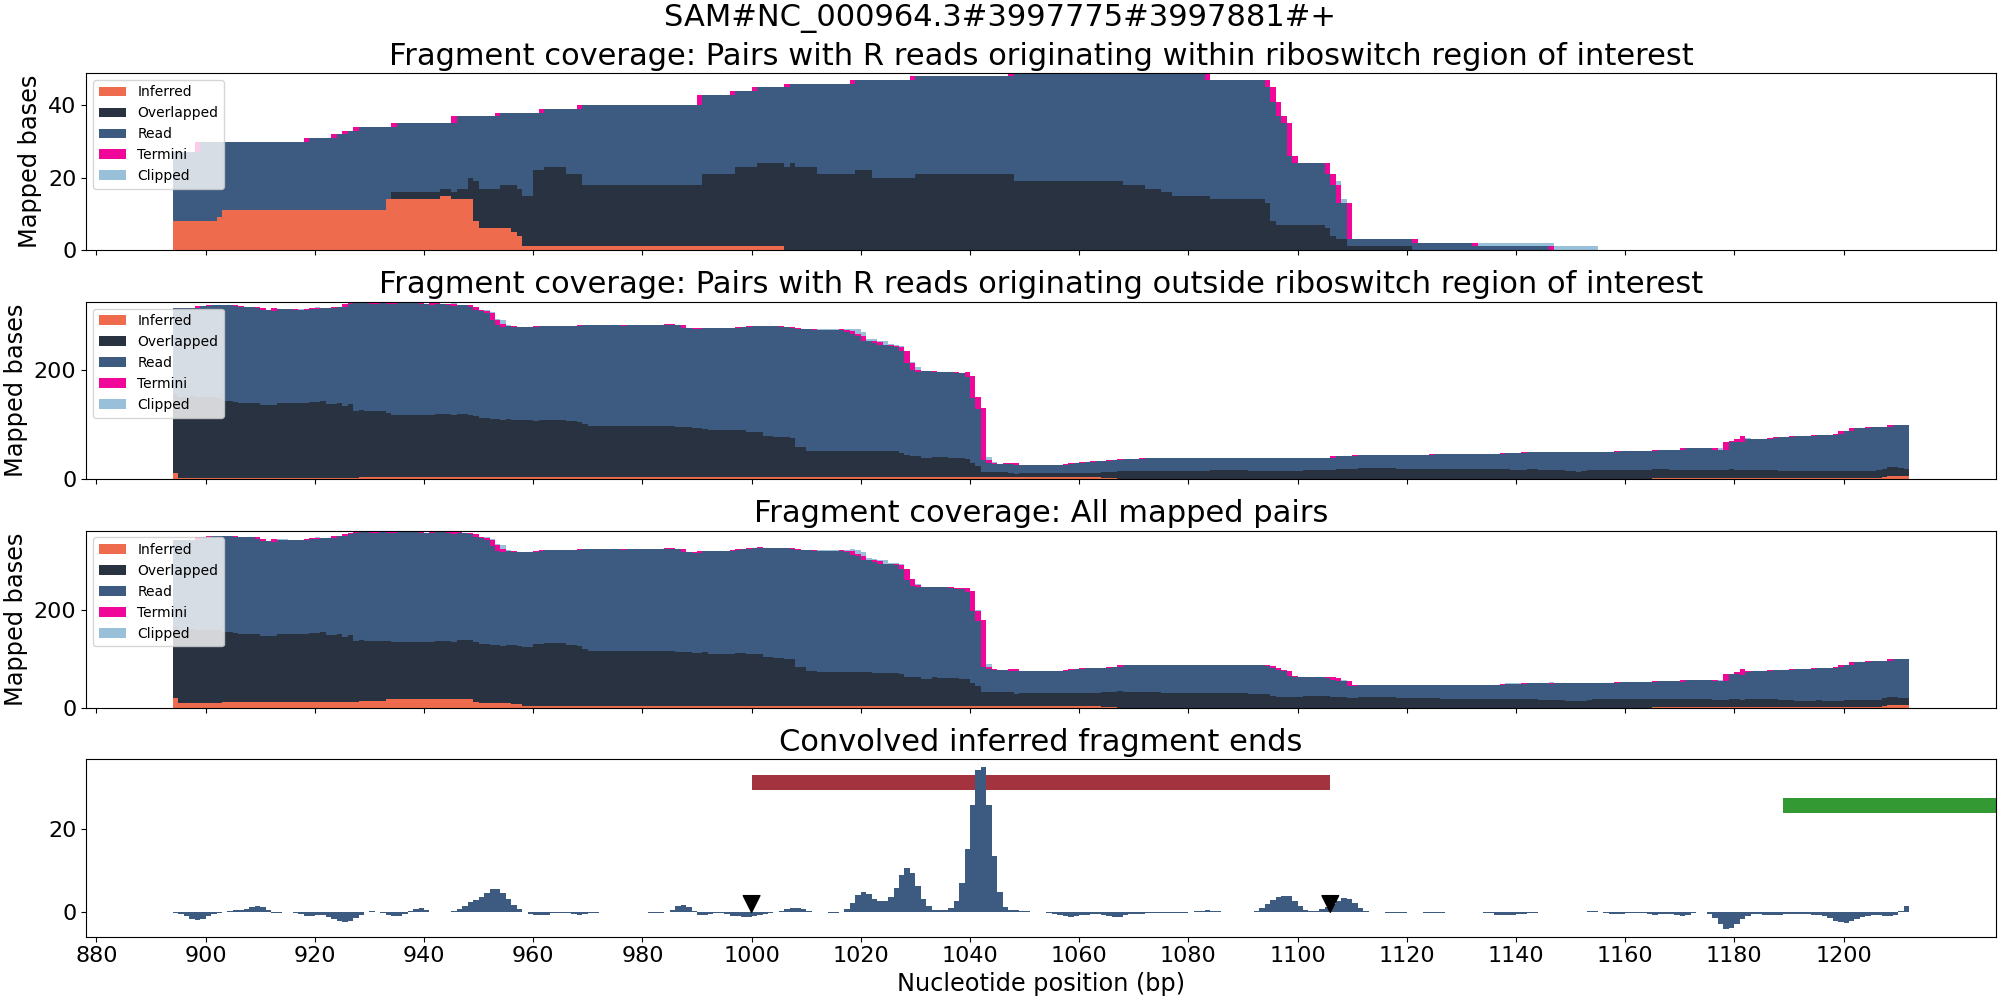 SAM#NC_000964.3#3997775#3997881#+
Fragment coverage: Pairs with R reads originating within riboswitch region of interest
Mapped bases
40
20
0
Inferred
Overlapped
Read
Termini
Clipped
Fragment coverage: Pairs with R reads originating outside riboswitch region of interest
Mapped bases
200
0
Inferred
Overlapped
Read
Termini
Clipped
Fragment coverage: All mapped pairs
Mapped bases
200
0
Inferred
Overlapped
Read
Termini
Clipped
Convolved inferred fragment ends
20
0
880 900 920 940 960 980 1000 1020 1040 1060 1080 1100 1120 1140 1160 1180 1200
Nucleotide position (bp)